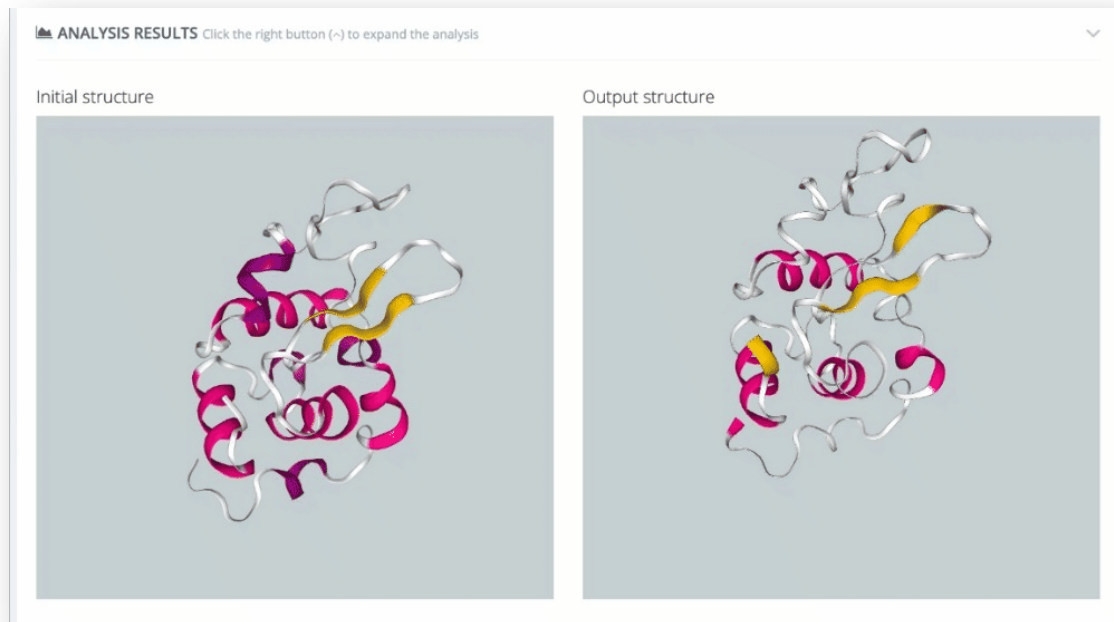 ANALYSIS RESULTS Click the right button (^) to expand the analysis
Initial structure
Output structure